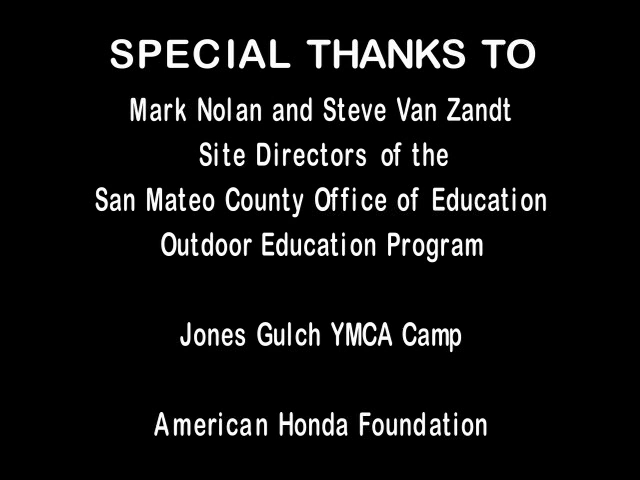 SPECIAL THANKS TO
Mark Nolan and Steve Van Zandt
Site Directors of the
San Mateo County Office of Education
Outdoor Education Program
Jones Gulch YMCA Camp
American Honda Foundation